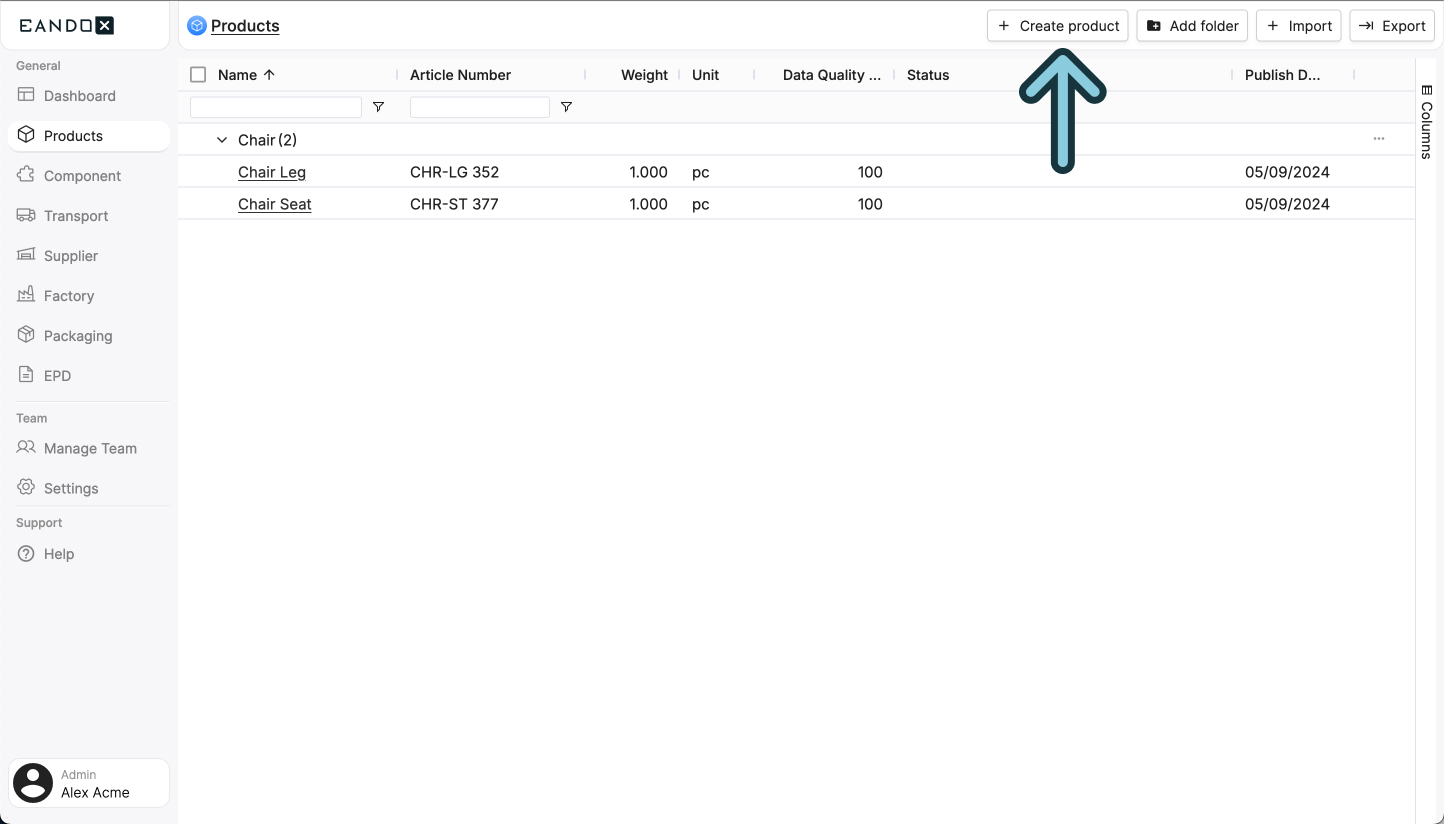 EANDOX
Products
Create product
Add folder
Import
Export
General
Dashboard
Products
Component
Transport
Supplier
Factory
Packaging
EPD
Team
Manage Team
Settings
Support
Help
Admin
Alex Acme
Name Article Number Weight Unit Data Quality ... Status Publish D...
Chair (2)
Chair Leg CHR-LG 352 1.000 pc 100 05/09/2024
Chair Seat CHR-ST 377 1.000 pc 100 05/09/2024
Columns